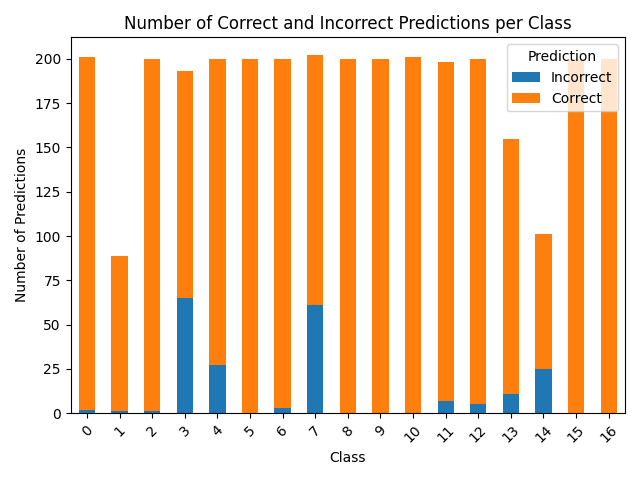 Number of Correct and Incorrect Predictions per Class
Prediction
Incorrect
Correct
Number of Predictions
200
175
150
125
100
75
50
25
0
0 1 2 3 4 5 6 7 8 9 10 11 12 13 14 15 16
Class